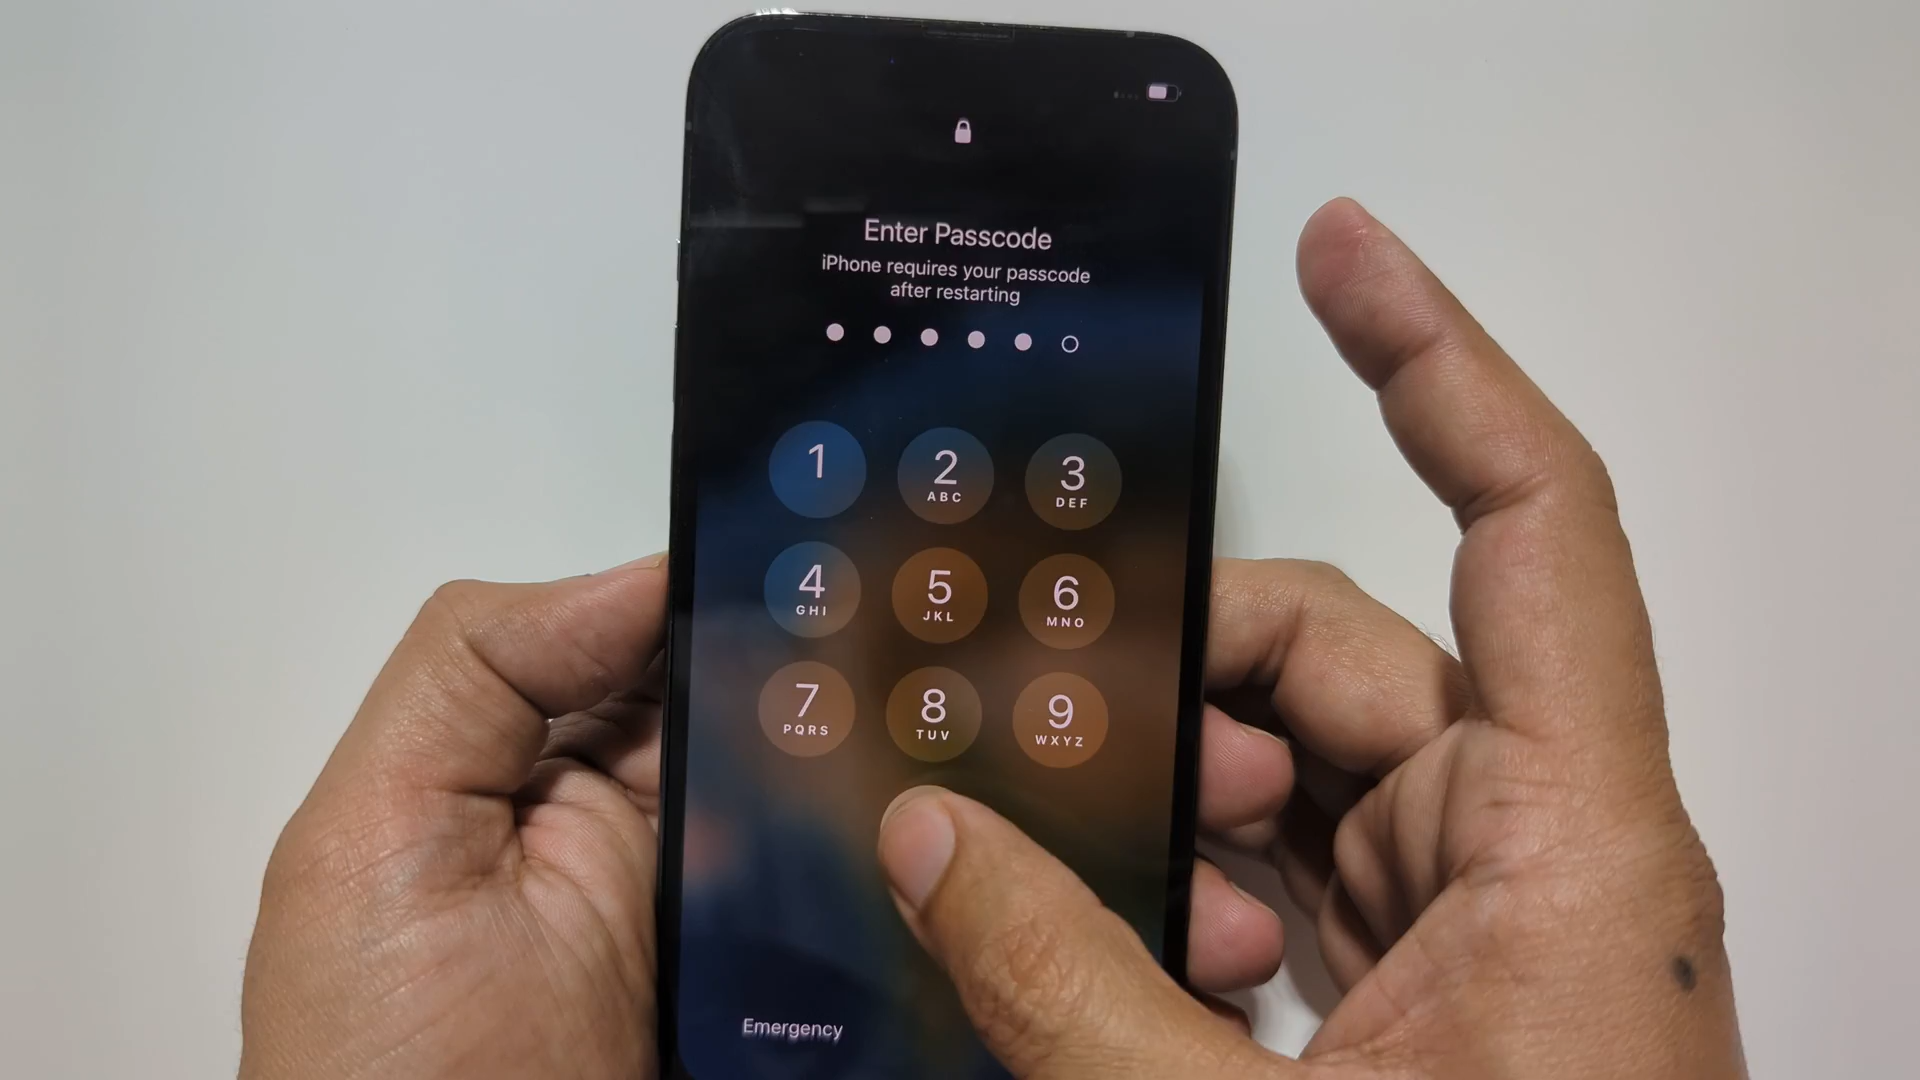 Enter Passcode
iPhone requires your passcode
after restarting
1
2
ABC
3
DEF
4
GHI
5
JKL
6
MNO
7
PQRS
8
TUV
9
WXYZ
Emergency